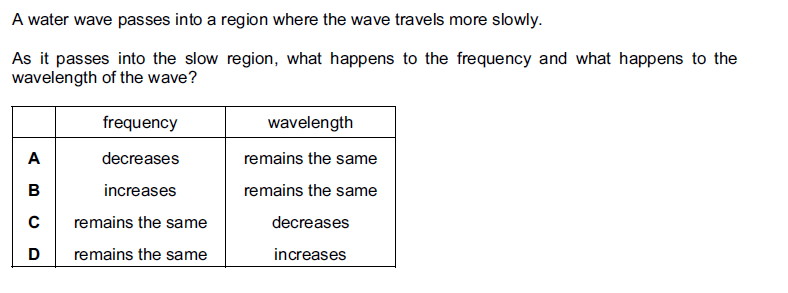 A water wave passes into a region where the wave travels more slowly.
As it passes into the slow region, what happens to the frequency and what happens to the
wavelength of the wave?
frequency wavelength
A decreases remains the same
B increases remains the same
C remains the same decreases
D remains the same increases